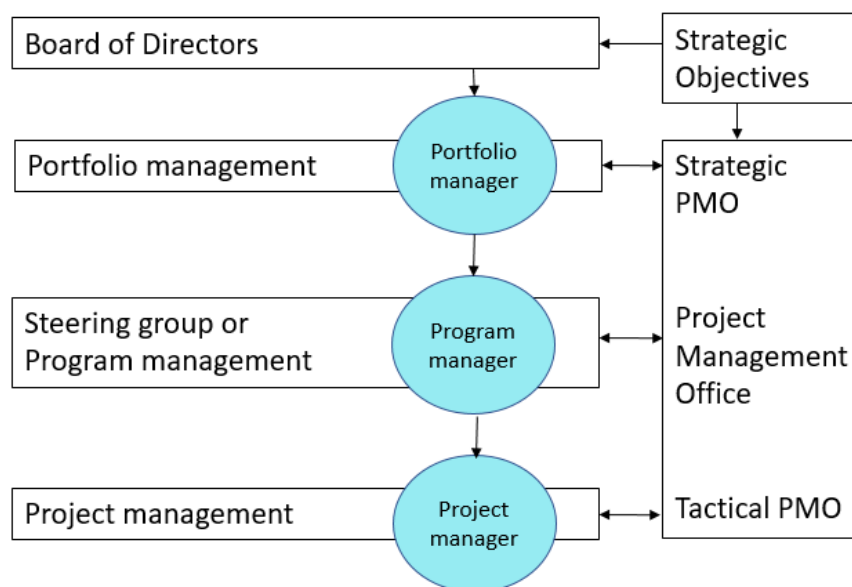 Board of Directors
Strategic
Objectives
Portfolio management
Portfolio
manager
Strategic
PMO
Steering group or
Program management
Program
manager
Project
Management
Office
Project management
Project
manager
Tactical PMO